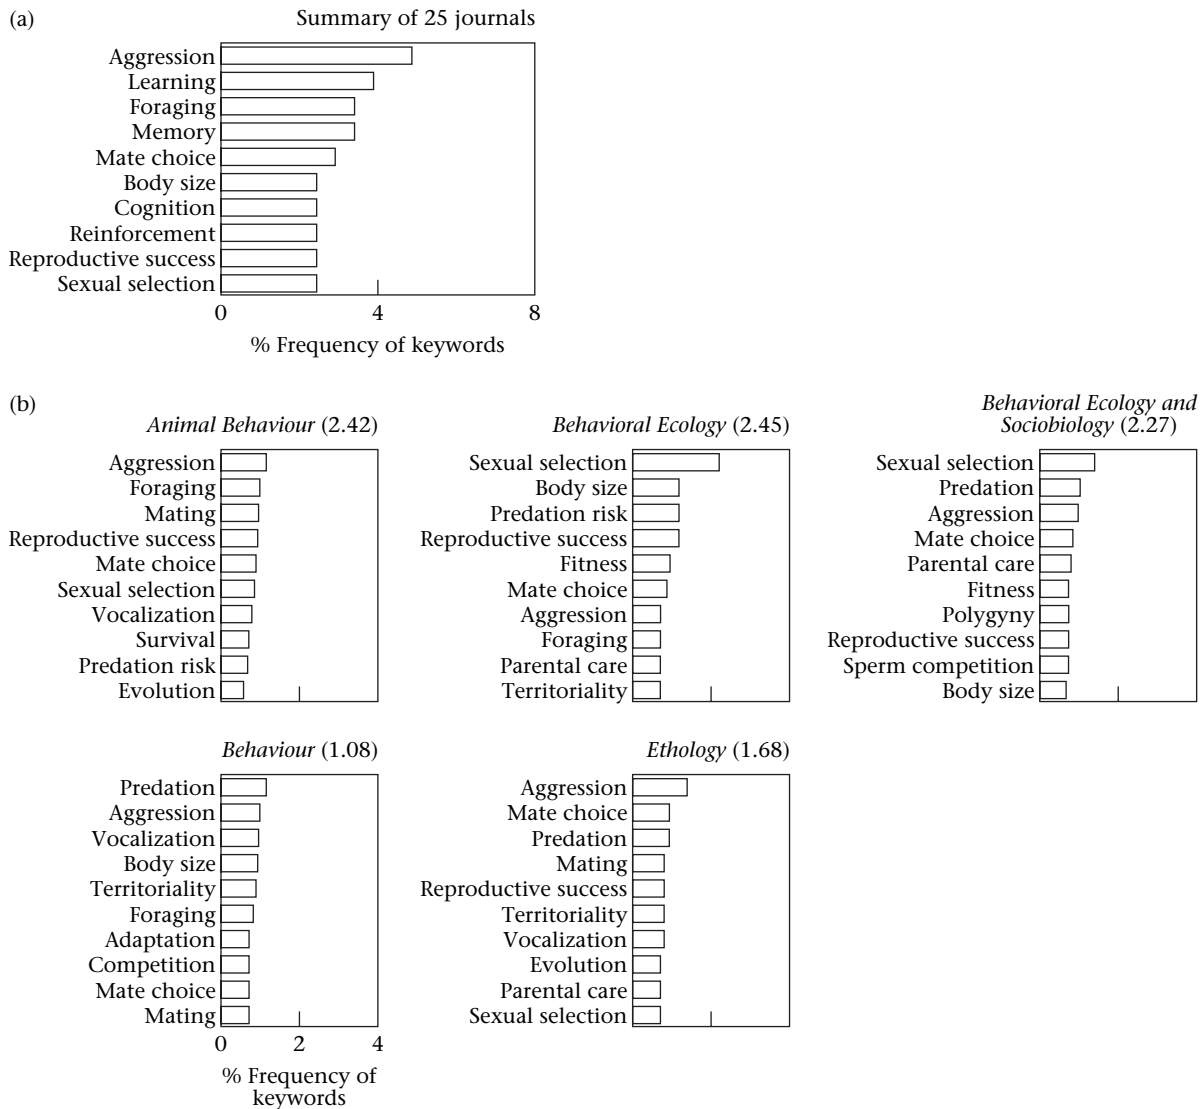 (a)
Summary of 25 journals
Aggression
Learning
Foraging
Memory
Mate choice
Body size
Cognition
Reinforcement
Reproductive success
Sexual selection
0 4 8
% Frequency of keywords
(b)
Animal Behaviour (2.42)
Aggression
Foraging
Mating
Reproductive success
Mate choice
Sexual selection
Vocalization
Survival
Predation risk
Evolution
Behavioral Ecology (2.45)
Sexual selection
Body size
Predation risk
Reproductive success
Fitness
Mate choice
Aggression
Foraging
Parental care
Territoriality
Behavioral Ecology and
Sociobiology (2.27)
Sexual selection
Predation
Aggression
Mate choice
Parental care
Fitness
Polygyny
Reproductive success
Sperm competition
Body size
Behaviour (1.08)
Predation
Aggression
Vocalization
Body size
Territoriality
Foraging
Adaptation
Competition
Mate choice
Mating
0 2 4
% Frequency of
keywords
Ethology (1.68)
Aggression
Mate choice
Predation
Mating
Reproductive success
Territoriality
Vocalization
Evolution
Parental care
Sexual selection